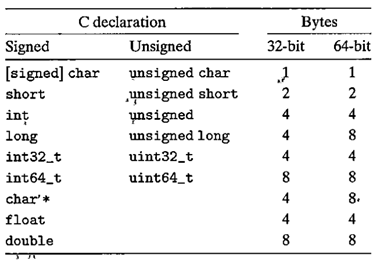 C declaration Bytes
Signed Unsigned 32-bit 64-bit
[signed] char unsigned char 1 1
short unsigned short 2 2
int unsigned 4 4
long unsigned long 4 8
int32_t uint32_t 4 4
int64_t uint64_t 8 8
char * 4 8
float 4 4
double 8 8